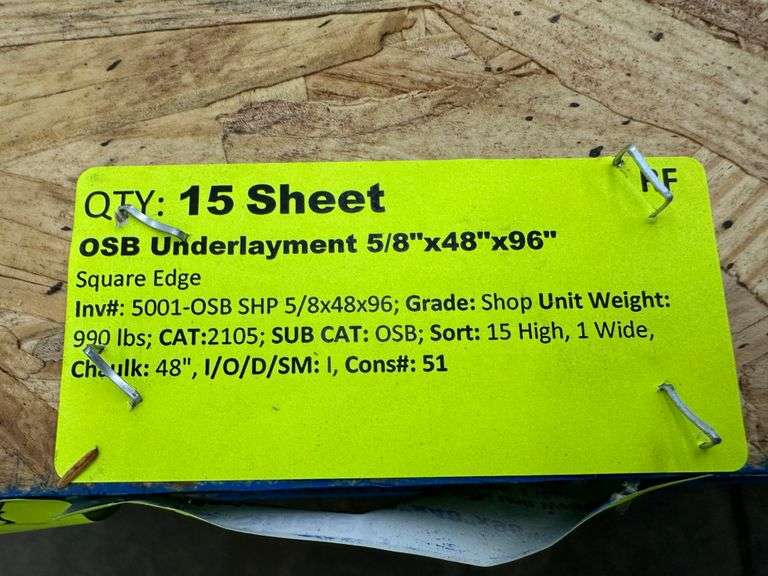 QTY: 15 Sheet
OSB Underlayment 5/8"x48"x96"
Square Edge
Inv#: 5001-OSB SHP 5/8x48x96; Grade: Shop Unit Weight:
990 lbs; CAT:2105; SUB CAT: OSB; Sort: 15 High, 1 Wide,
Chaulk: 48", I/O/D/SM: I, Cons#: 51